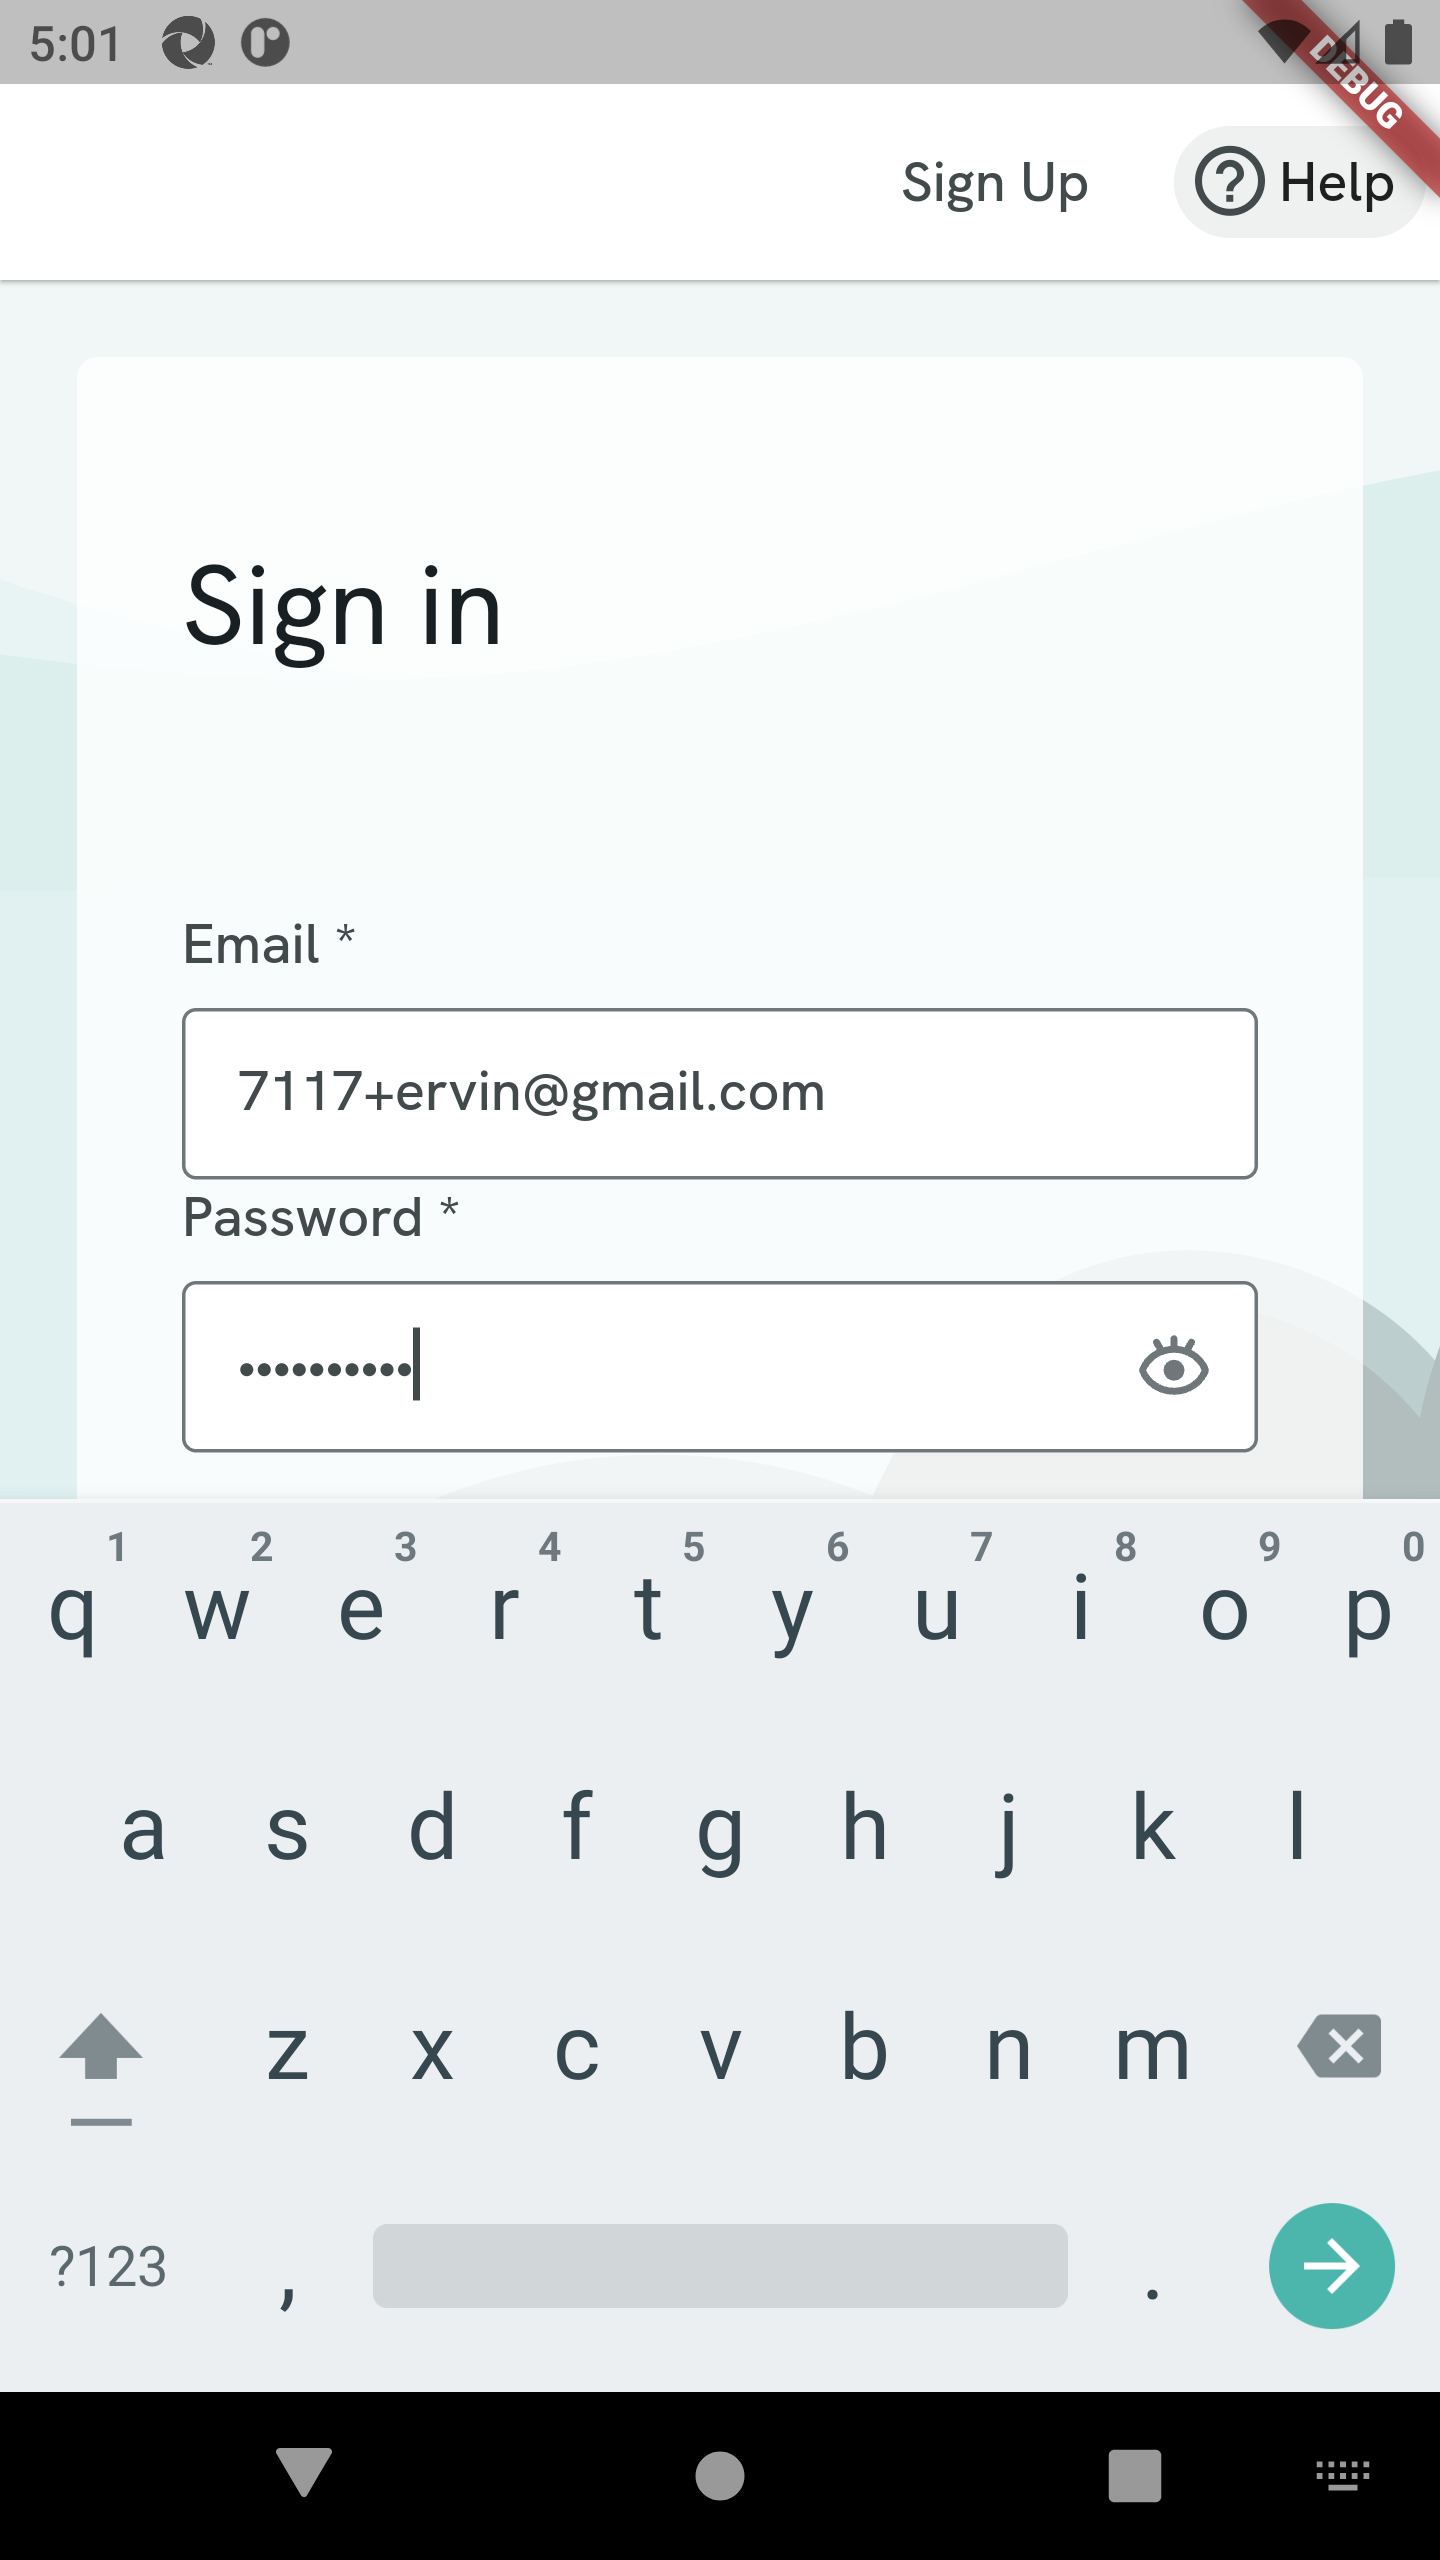 5:01
DEBUG
Sign Up
Help
Sign in
Email *
7117+ervin@gmail.com
Password *
••••••••••
1 2 3 4 5 6 7 8 9 0
q w e r t y u i o p
a s d f g h j k l
z x c v b n m
?123 , .